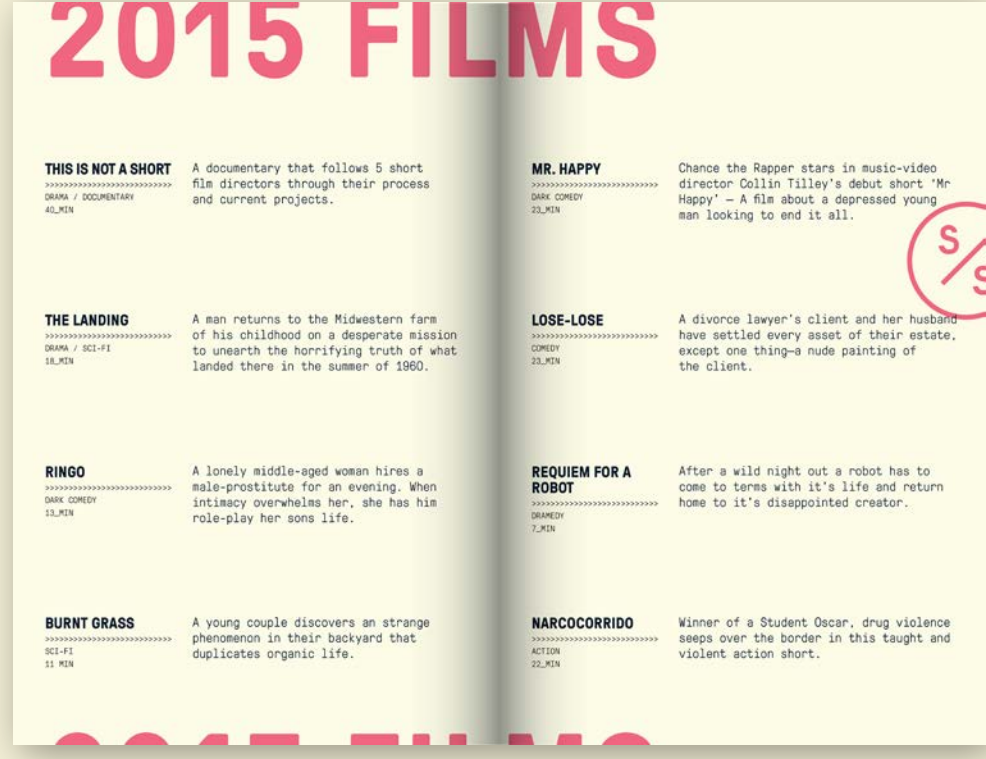 2015 FILMS
THIS IS NOT A SHORT
>>>>>>>>>>>>>>>>>>>>>>>>>>>
DRAMA / DOCUMENTARY
40_MIN
A documentary that follows 5 short
film directors through their process
and current projects.
THE LANDING
>>>>>>>>>>>>>>>>>>>>>>>>>>>
DRAMA / SCI-FI
18_MIN
A man returns to the Midwestern farm
of his childhood on a desperate mission
to unearth the horrifying truth of what
landed there in the summer of 1960.
RINGO
>>>>>>>>>>>>>>>>>>>>>>>>>>>
DARK COMEDY
13_MIN
A lonely middle-aged woman hires a
male-prostitute for an evening. When
intimacy overwhelms her, she has him
role-play her sons life.
BURNT GRASS
>>>>>>>>>>>>>>>>>>>>>>>>>>>
SCI-FI
11 MIN
A young couple discovers an strange
phenomenon in their backyard that
duplicates organic life.
MR. HAPPY
>>>>>>>>>>>>>>>>>>>>>>>>>>>
DARK COMEDY
23_MIN
Chance the Rapper stars in music-video
director Collin Tilley's debut short 'Mr
Happy' — A film about a depressed young
man looking to end it all.
S/S
LOSE-LOSE
>>>>>>>>>>>>>>>>>>>>>>>>>>>
COMEDY
23_MIN
A divorce lawyer's client and her husband
have settled every asset of their estate,
except one thing—a nude painting of
the client.
REQUIEM FOR A
ROBOT
>>>>>>>>>>>>>>>>>>>>>>>>>>>
DRAMEDY
7_MIN
After a wild night out a robot has to
come to terms with it's life and return
home to it's disappointed creator.
NARCOCORRIDO
>>>>>>>>>>>>>>>>>>>>>>>>>>>
ACTION
22_MIN
Winner of a Student Oscar, drug violence
seeps over the border in this taught and
violent action short.
2015 FILMS